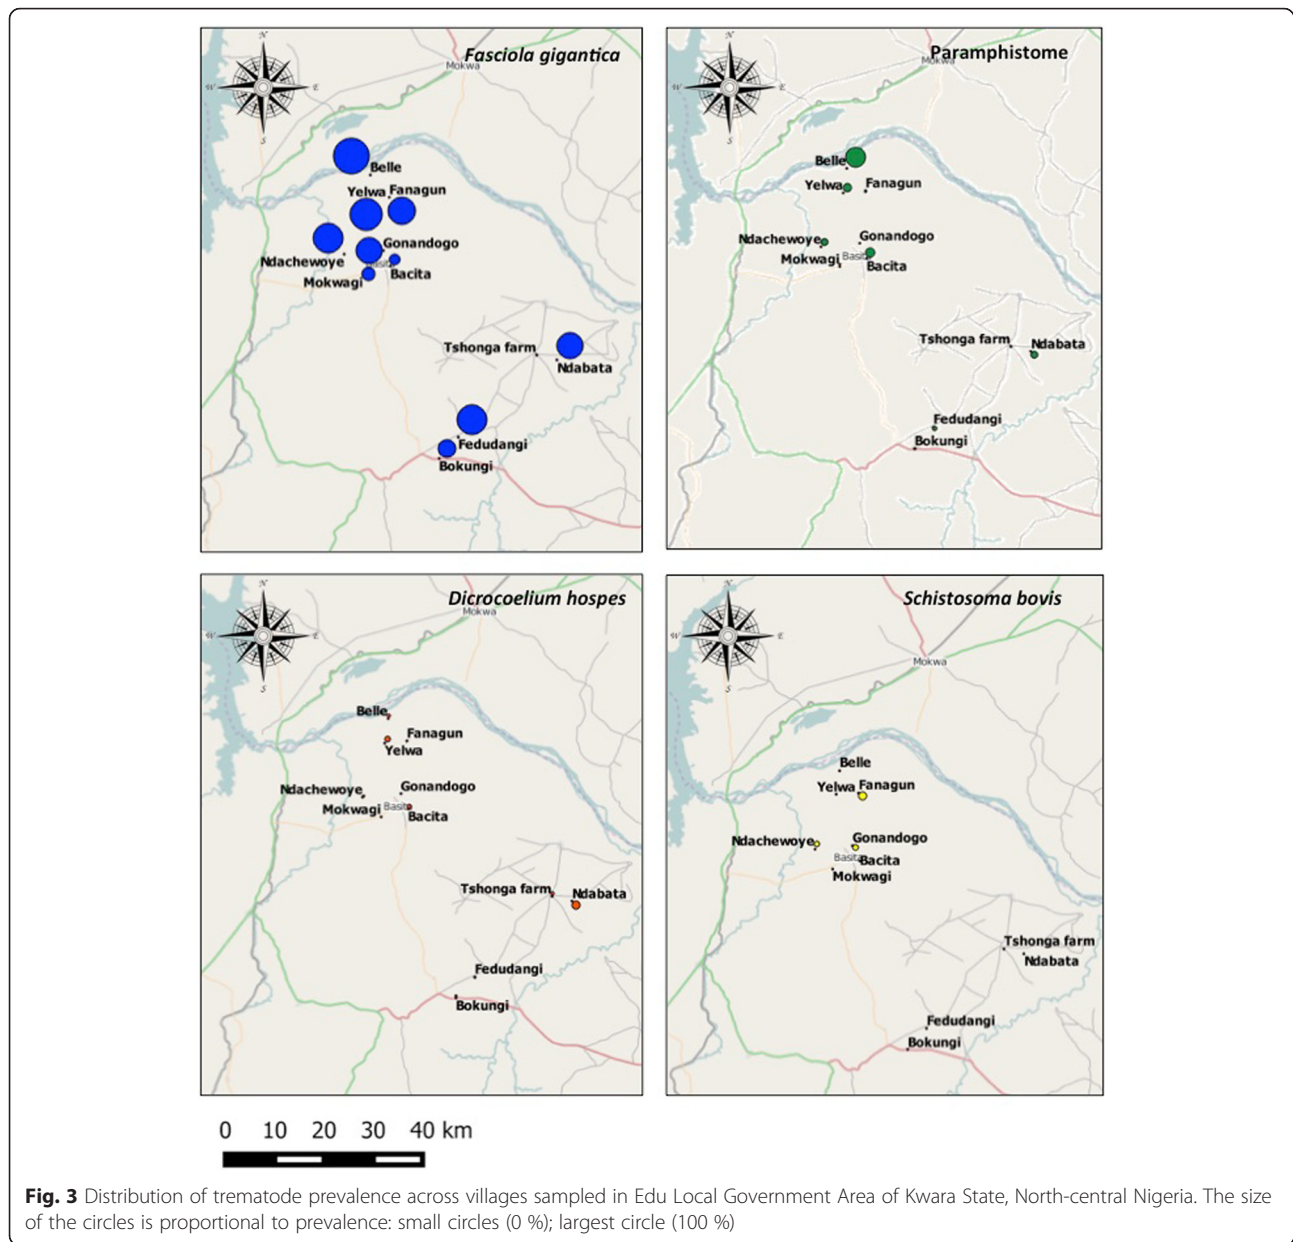 N
W
E
S
Fasciola gigantica
Mokwa
Belle
Yelwa Fanagun
Gonandogo
Ndachewoye
Bacita
Mokwagi
Tshonga farm
Ndabata
Fedudangi
Bokungi
N
W
E
S
Paramphistome
Mokwa
Belle
Yelwa
Fanagun
Ndachewoye
Gonandogo
Mokwagi
Bacita
Tshonga farm
Ndabata
Fedudangi
Bokungi
N
W
E
S
Dicrocoelium hospes
Mokwa
Belle
Fanagun
Yelwa
Ndachewoye
Gonandogo
Mokwagi
Bacita
Tshonga farm
Ndabata
Fedudangi
Bokungi
N
W
E
S
Schistosoma bovis
Mokwa
Belle
Yelwa Fanagun
Ndachewoye
Gonandogo
Bacita
Mokwagi
Tshonga farm
Ndabata
Fedudangi
Bokungi
0 10 20 30 40 km
Fig. 3 Distribution of trematode prevalence across villages sampled in Edu Local Government Area of Kwara State, North-central Nigeria. The size
of the circles is proportional to prevalence: small circles (0 %); largest circle (100 %)